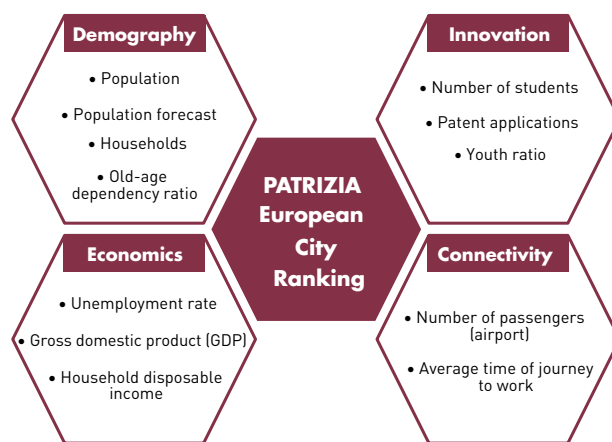 Demography
• Population
• Population forecast
• Households
• Old-age
dependency ratio
Innovation
• Number of students
• Patent applications
• Youth ratio
PATRIZIA
European
City
Ranking
Economics
• Unemployment rate
• Gross domestic product (GDP)
• Household disposable
income
Connectivity
• Number of passengers
(airport)
• Average time of journey
to work